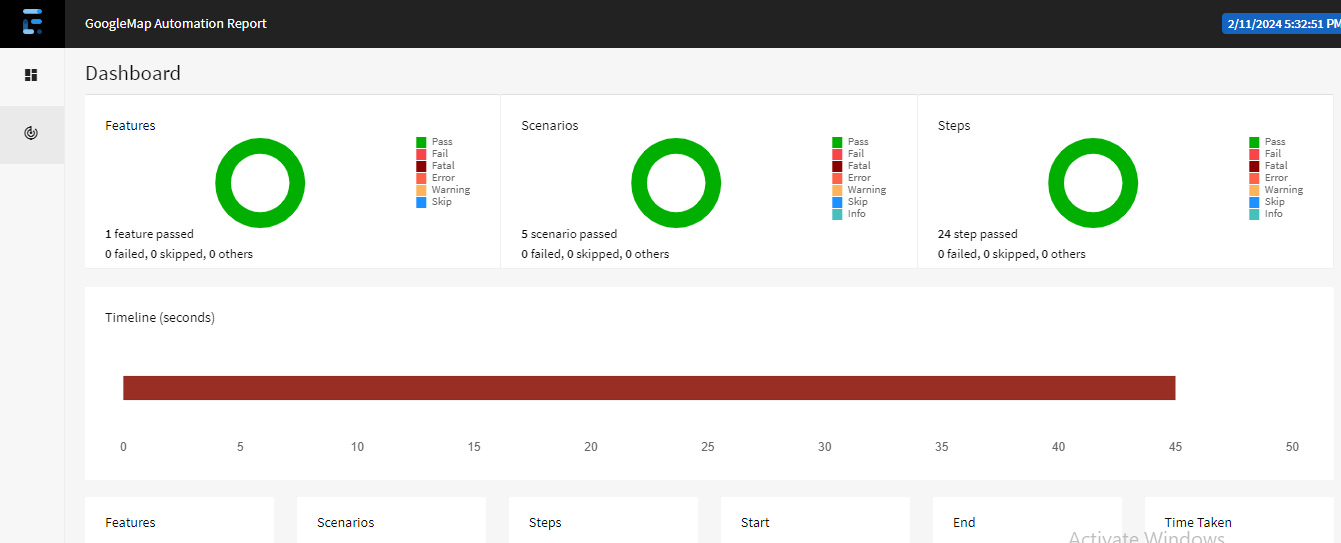 GoogleMap Automation Report
2/11/2024 5:32:51 PM
Dashboard
Features
Pass
Fail
Fatal
Error
Warning
Skip
1 feature passed
0 failed, 0 skipped, 0 others
Scenarios
Pass
Fail
Fatal
Error
Warning
Skip
Info
5 scenario passed
0 failed, 0 skipped, 0 others
Steps
Pass
Fail
Fatal
Error
Warning
Skip
Info
24 step passed
0 failed, 0 skipped, 0 others
Timeline (seconds)
0 5 10 15 20 25 30 35 40 45 50
Features
Scenarios
Steps
Start
End
Time Taken
Activate Windows